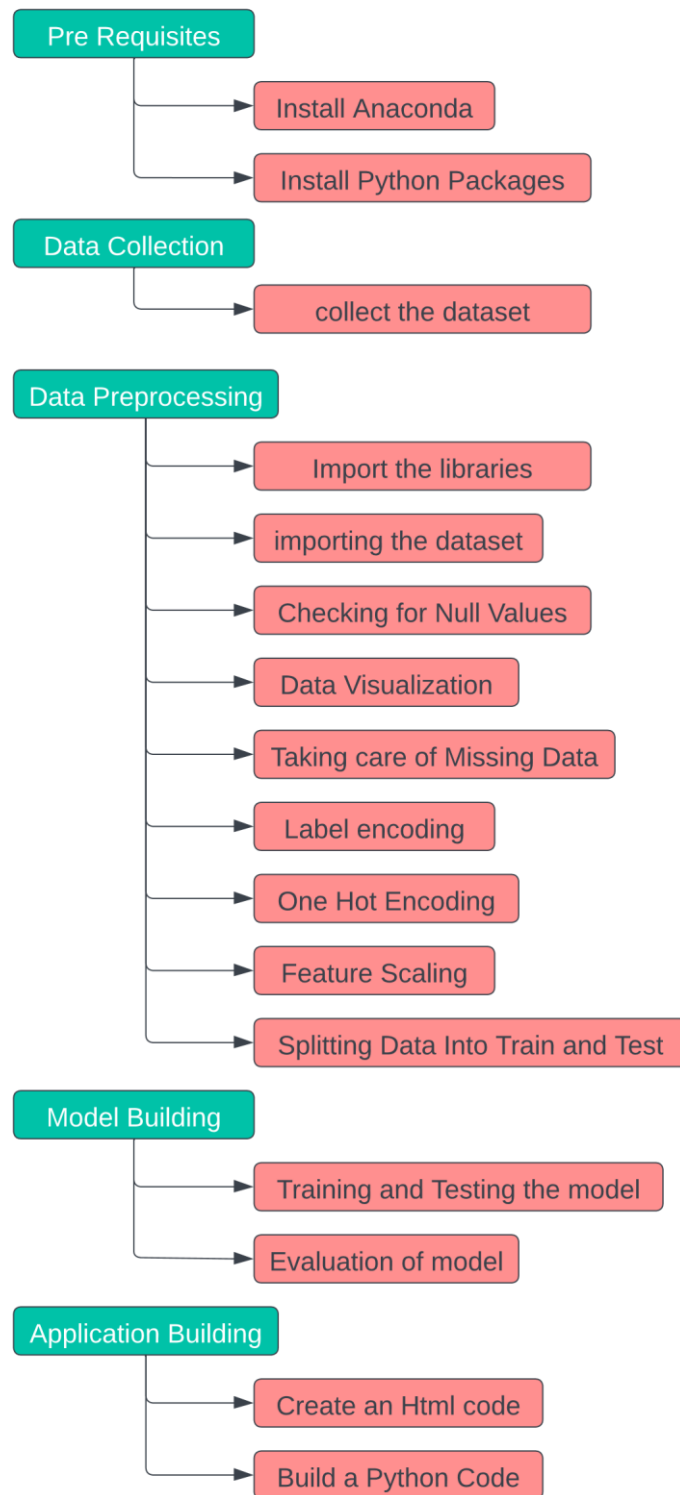 Pre Requisites
Install Anaconda
Install Python Packages
Data Collection
collect the dataset
Data Preprocessing
Import the libraries
importing the dataset
Checking for Null Values
Data Visualization
Taking care of Missing Data
Label encoding
One Hot Encoding
Feature Scaling
Splitting Data Into Train and Test
Model Building
Training and Testing the model
Evaluation of model
Application Building
Create an Html code
Build a Python Code